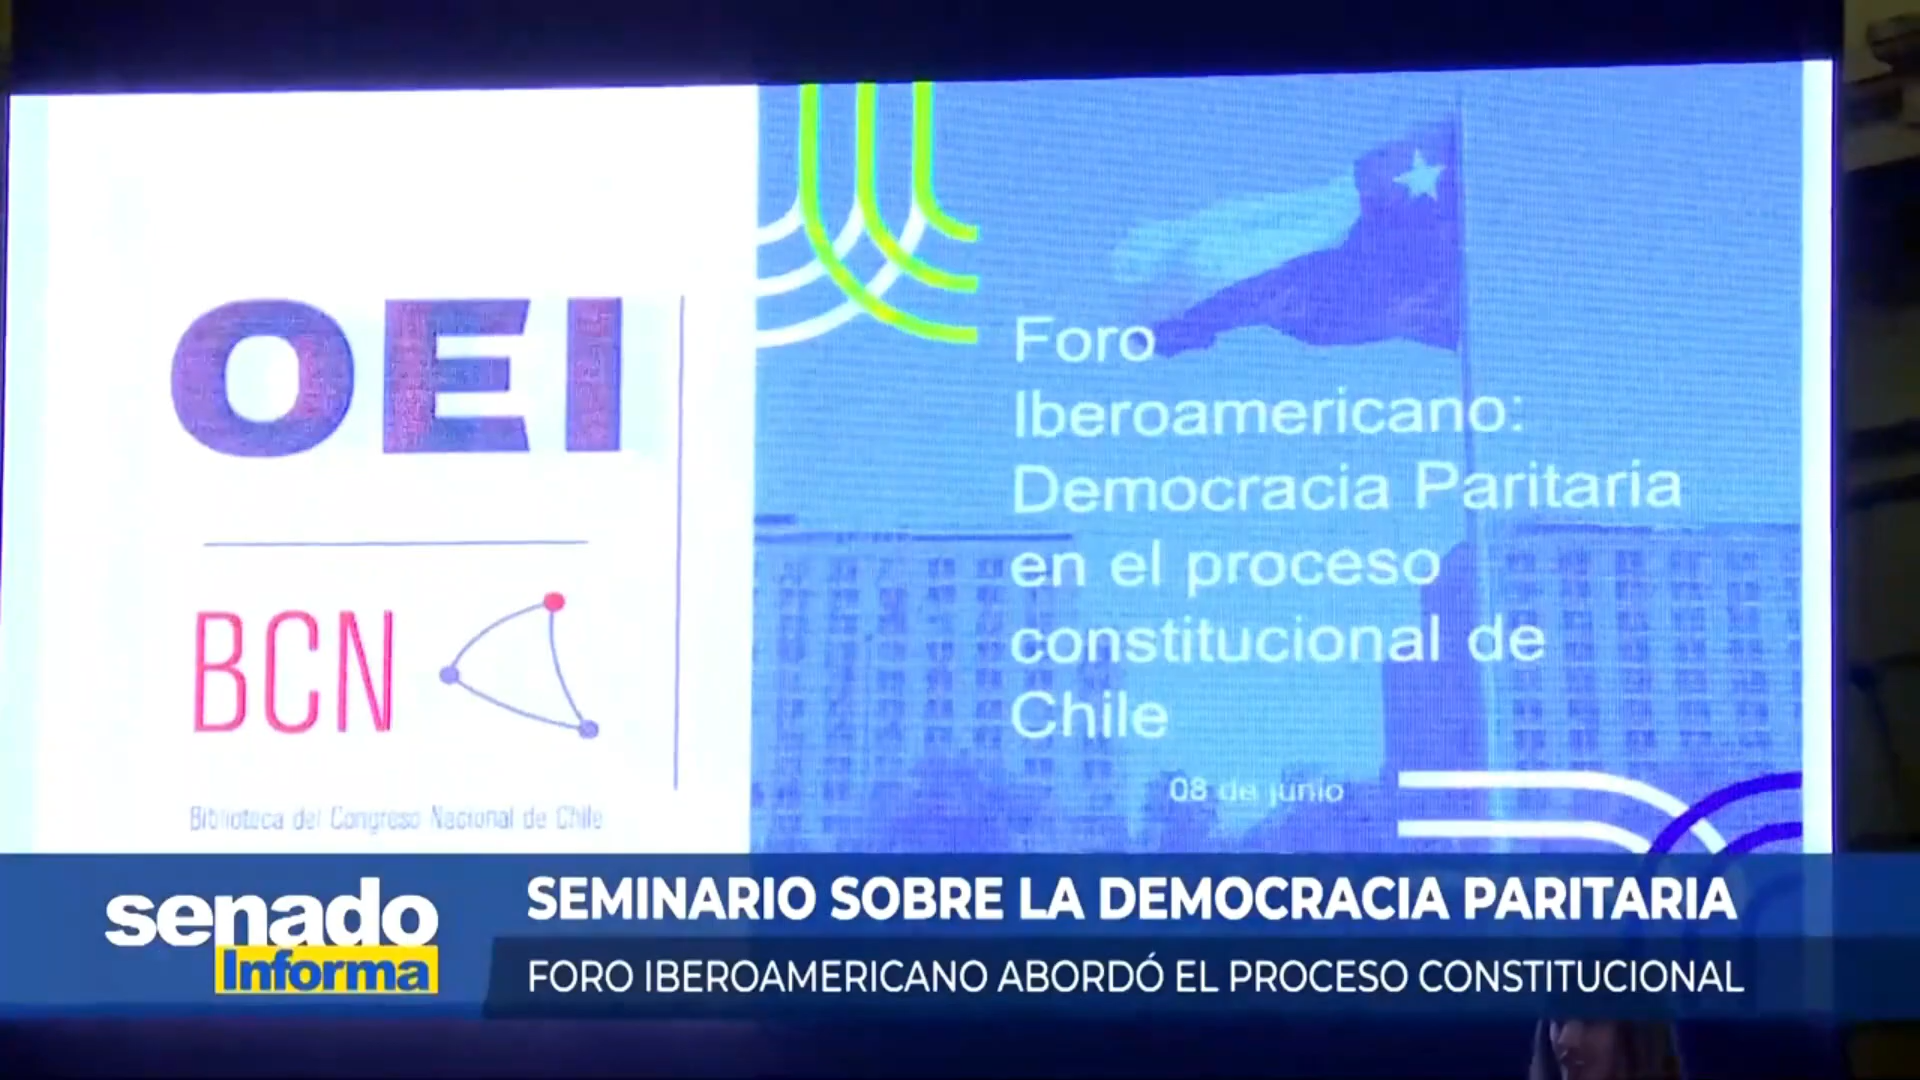 OEI
BCN
Biblioteca del Congreso Nacional de Chile
Foro
Iberoamericano:
Democracia Paritaria
en el proceso
constitucional de
Chile
08 de junio
senado
Informa
SEMINARIO SOBRE LA DEMOCRACIA PARITARIA
FORO IBEROAMERICANO ABORDÓ EL PROCESO CONSTITUCIONAL